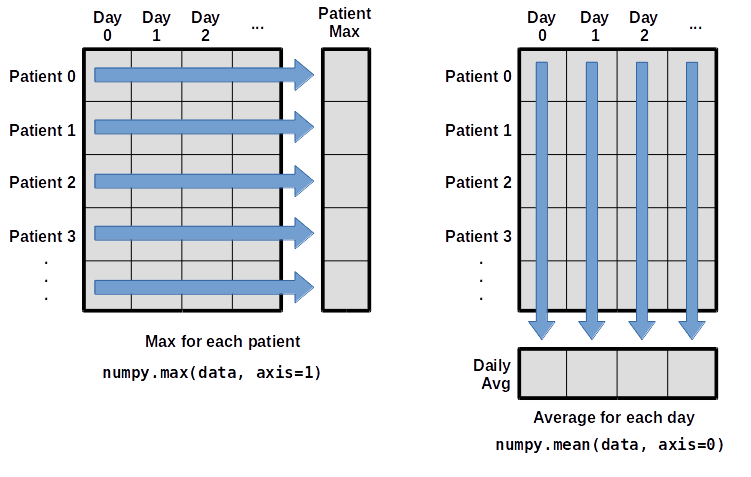 Day Day Day ...
0 1 2
Patient
Max
Patient 0
Patient 1
Patient 2
Patient 3
.
.
.
Max for each patient
numpy.max(data, axis=1)
Day Day Day ...
0 1 2
Patient 0
Patient 1
Patient 2
Patient 3
.
.
.
Daily
Avg
Average for each day
numpy.mean(data, axis=0)